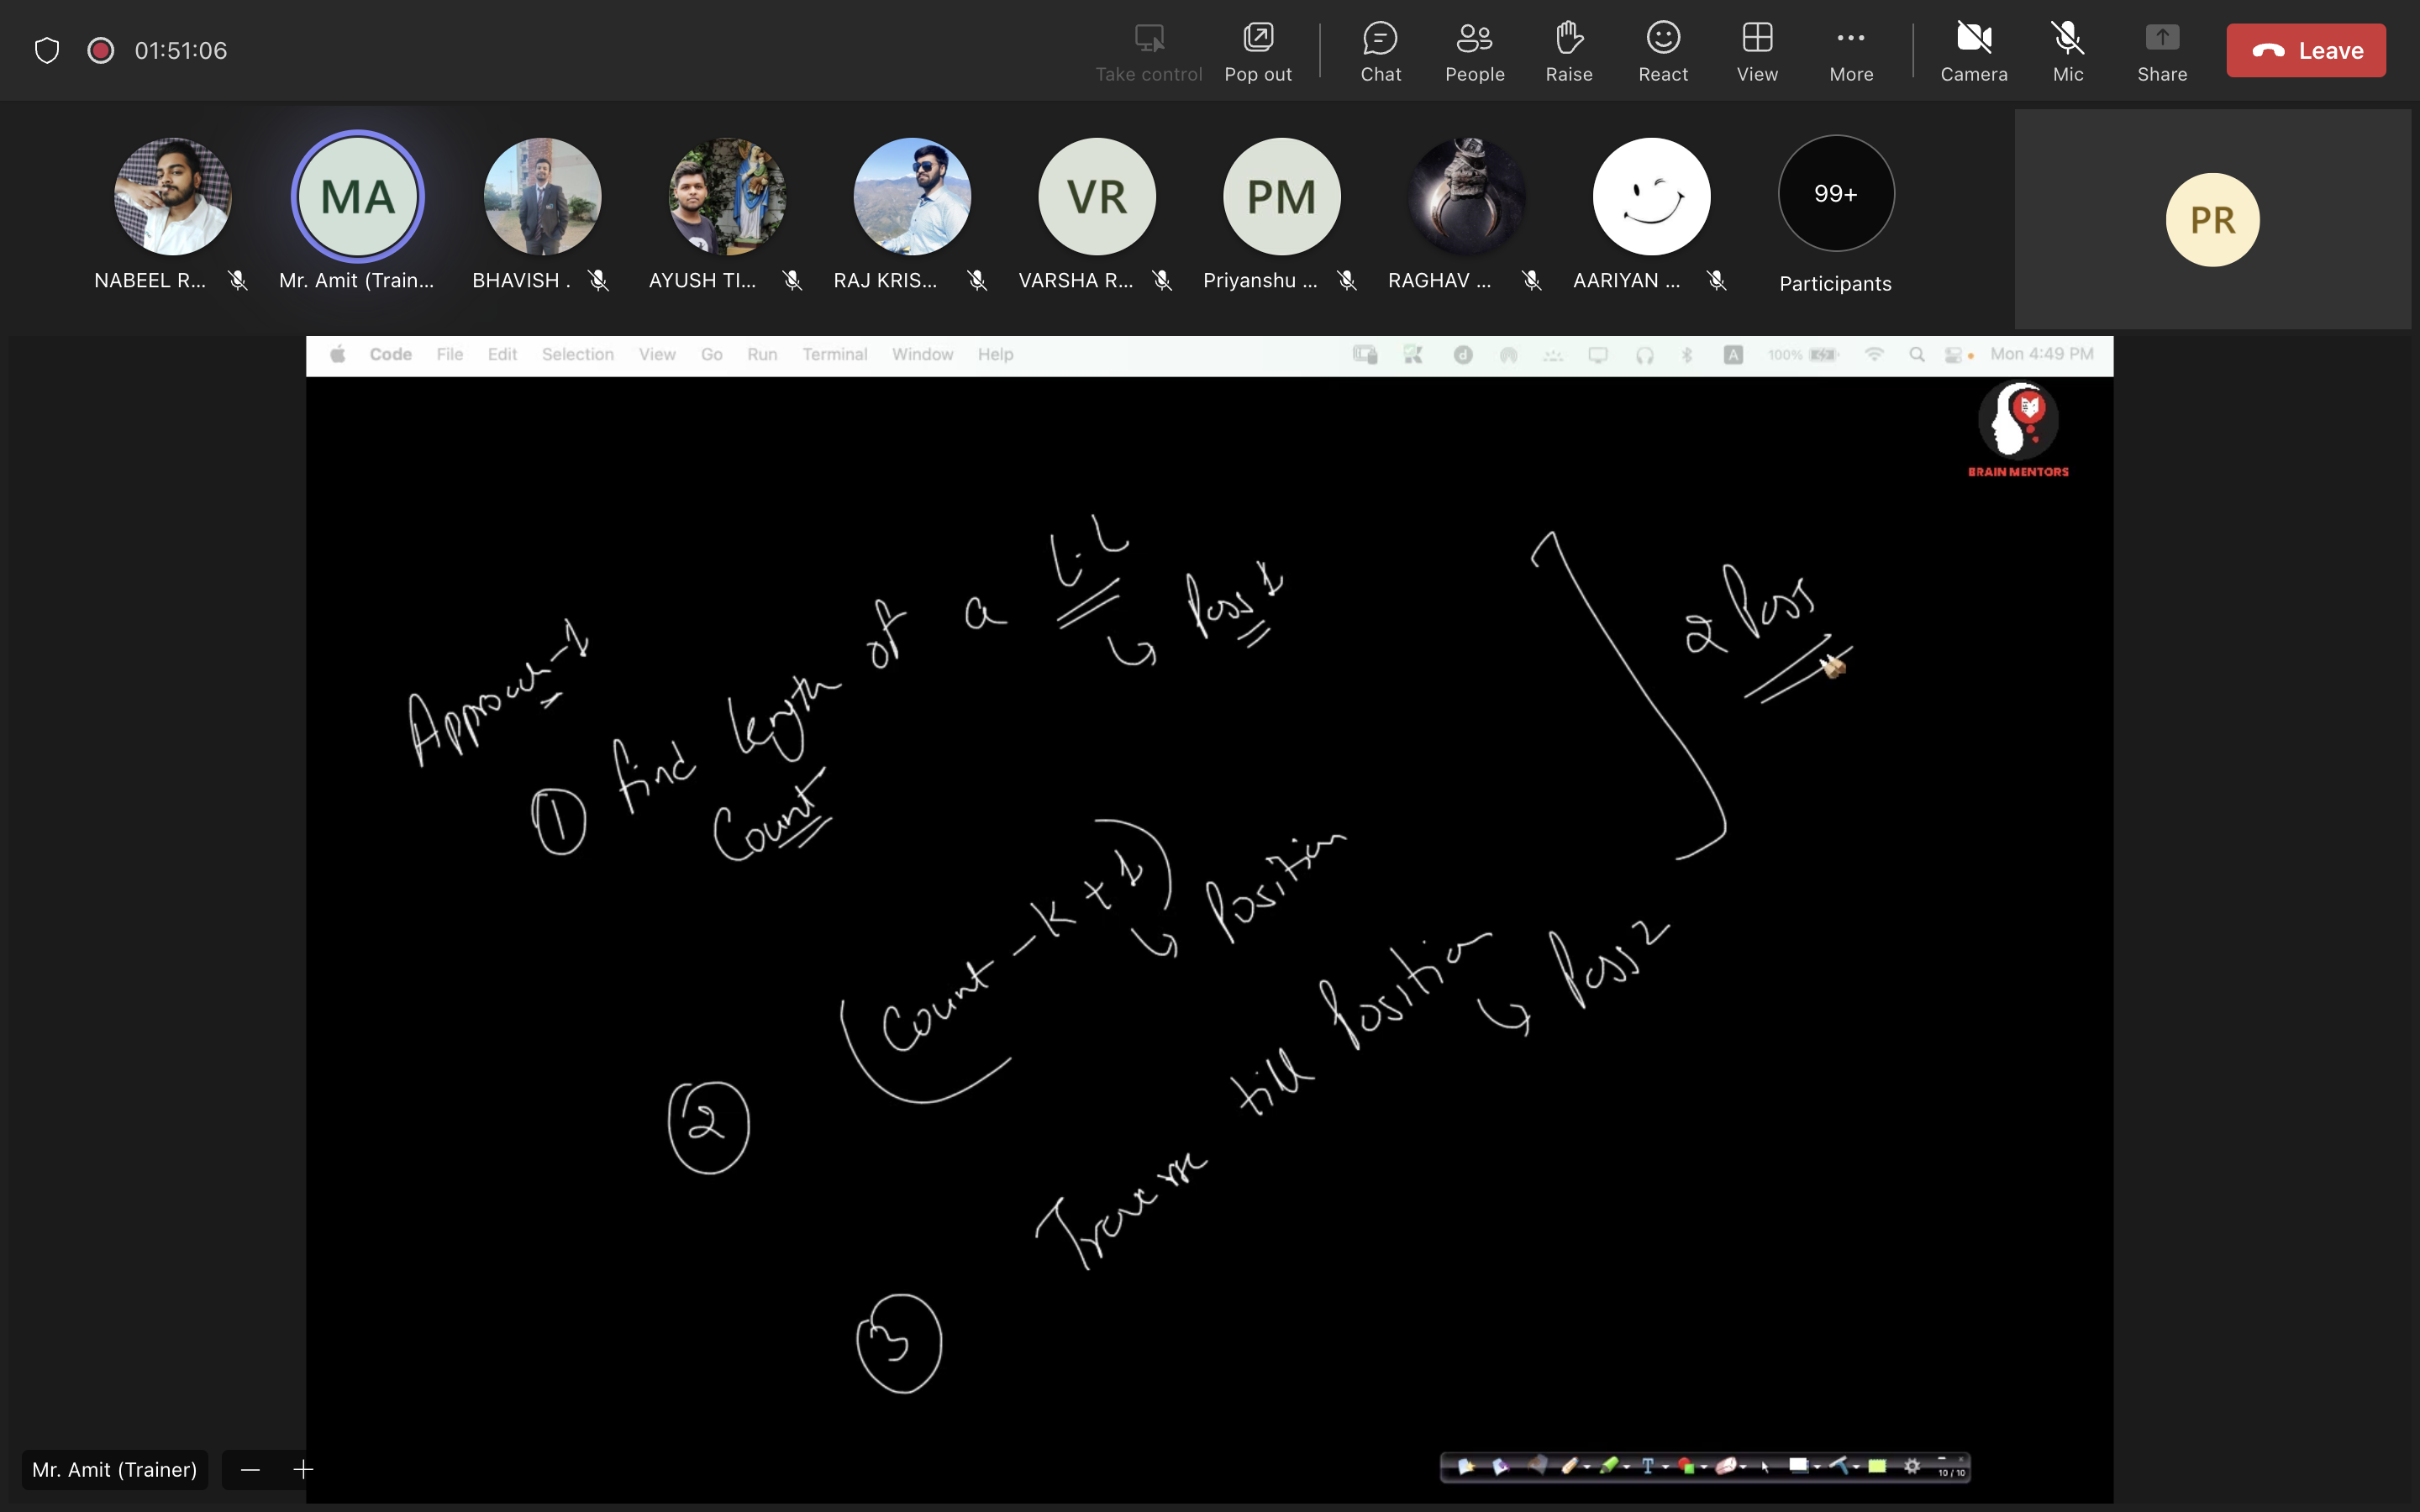 01:51:06
Take control
Pop out
Chat
People
Raise
React
View
More
Camera
Mic
Share
Leave
MA
VR
PM
99+
PR
NABEEL R...
Mr. Amit (Train...
BHAVISH .
AYUSH TI...
RAJ KRIS...
VARSHA R...
Priyanshu ...
RAGHAV ...
AARIYAN ...
Participants
Code File Edit Selection View Go Run Terminal Window Help
d A 100% Mon 4:49 PM
BRAIN MENTORS
Approach-1
① find length of a L.L
↳ Pass 1
Count
2 Pass
② (Count - K + 1)
↳ Position
③ Traverse till Position
↳ Pass 2
Mr. Amit (Trainer)
T
10 / 10